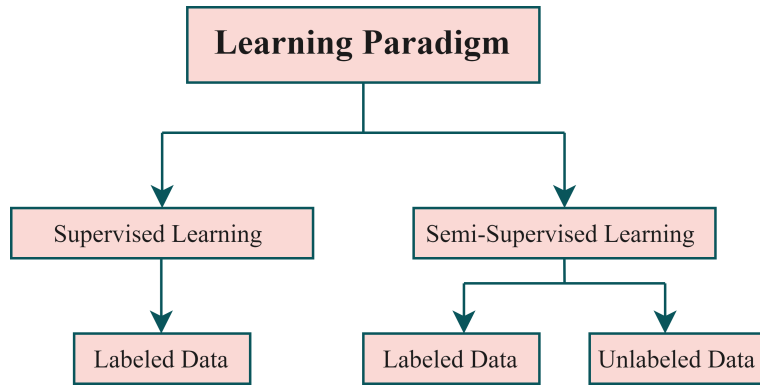 Learning Paradigm
Supervised Learning
Semi-Supervised Learning
Labeled Data
Labeled Data
Unlabeled Data